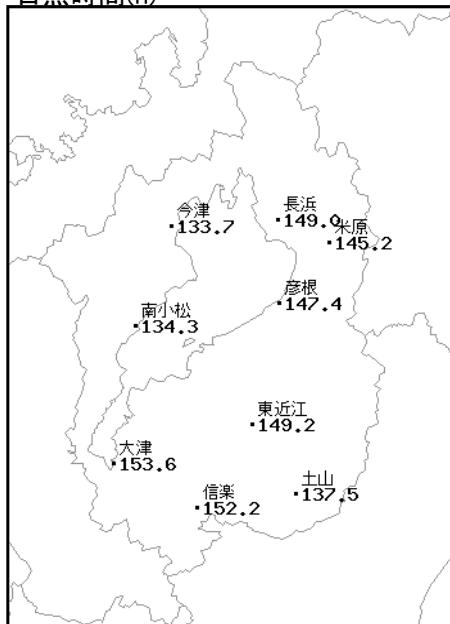 日照時間(h)
今津
133.7
長浜
149.0
米原
145.2
彦根
147.4
南小松
134.3
東近江
149.2
大津
153.6
信楽
152.2
土山
137.5